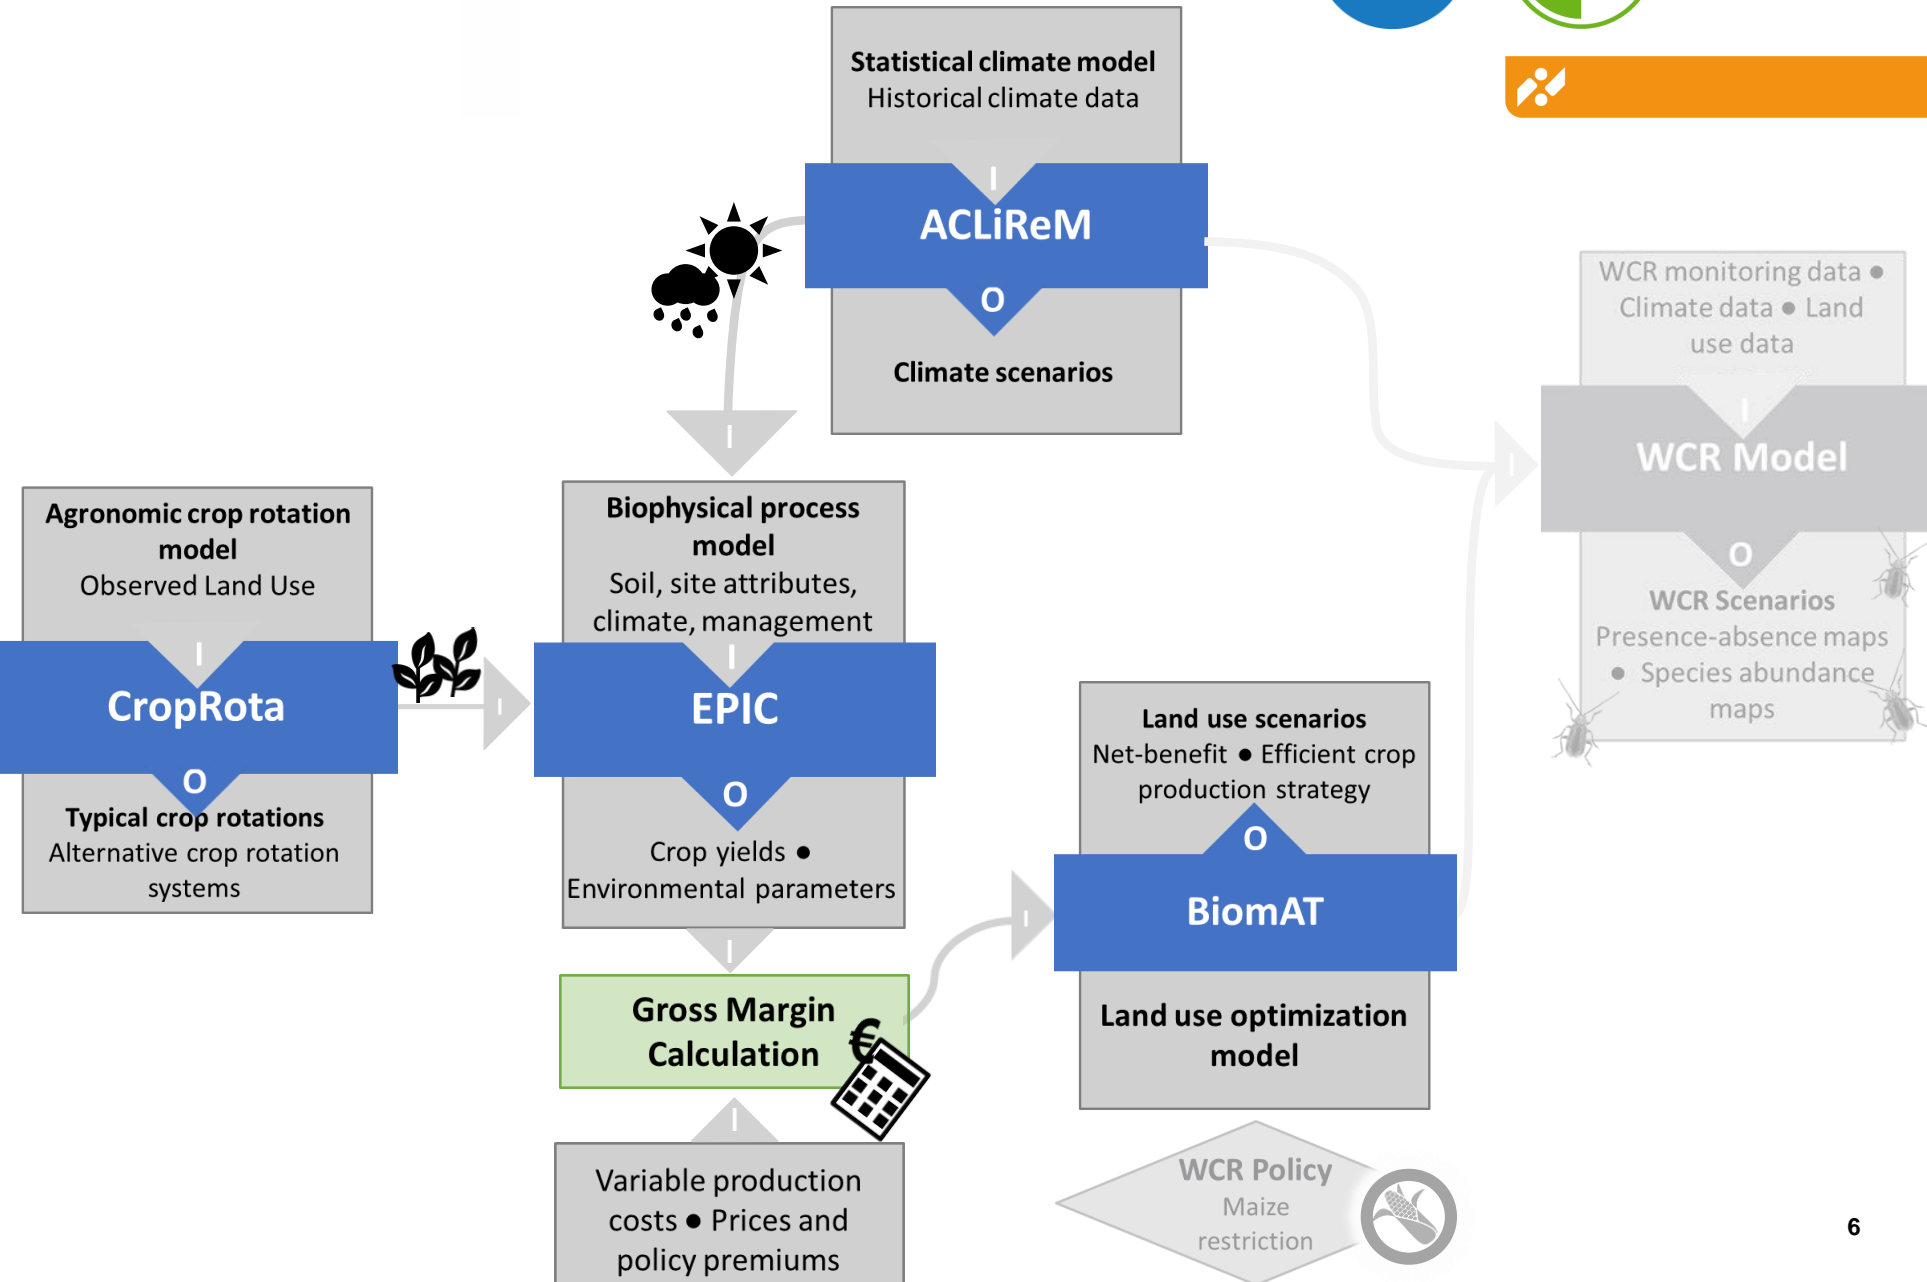 Statistical climate model
Historical climate data
I
ACLiReM
O
Climate scenarios
I
WCR monitoring data ●
Climate data ● Land
use data
I
WCR Model
O
WCR Scenarios
Presence-absence maps
● Species abundance
maps
I
Agronomic crop rotation
model
Observed Land Use
I
CropRota
O
Typical crop rotations
Alternative crop rotation
systems
I
Biophysical process
model
Soil, site attributes,
climate, management
I
EPIC
O
Crop yields ●
Environmental parameters
I
Gross Margin
Calculation
€
I
Variable production
costs ● Prices and
policy premiums
I
Land use scenarios
Net-benefit ● Efficient crop
production strategy
O
BiomAT
Land use optimization
model
WCR Policy
Maize
restriction
6